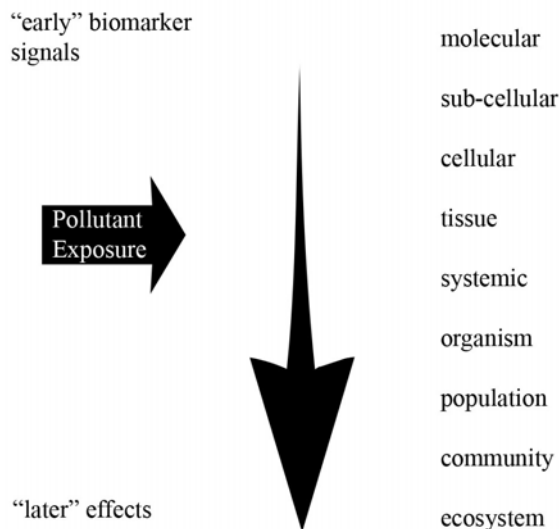 “early” biomarker
signals
Pollutant
Exposure
“later” effects
molecular
sub-cellular
cellular
tissue
systemic
organism
population
community
ecosystem